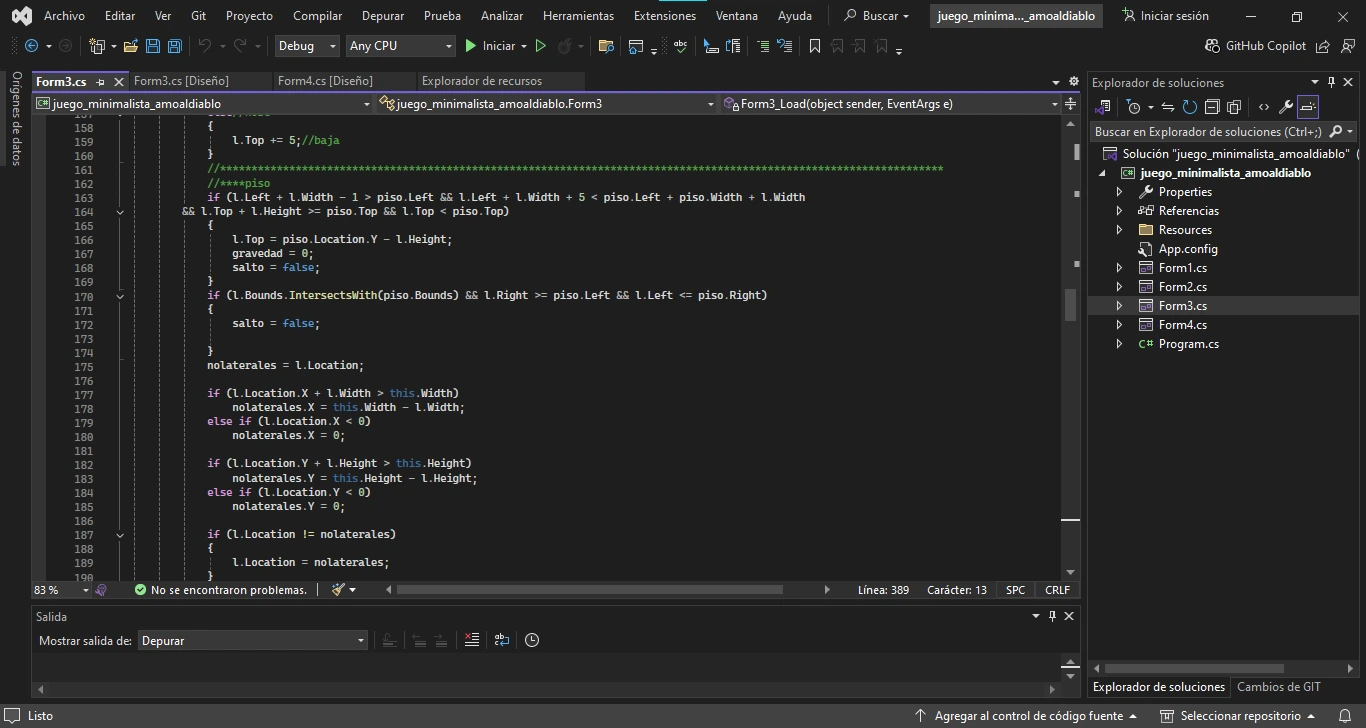 Archivo Editar Ver Git Proyecto Compilar Depurar Prueba Analizar Herramientas Extensiones Ventana Ayuda Buscar juego_minima..._amoaldiablo Iniciar sesión
Debug Any CPU Iniciar GitHub Copilot
Orígenes de datos
Form3.cs Form3.cs [Diseño] Form4.cs [Diseño] Explorador de recursos
juego_minimalista_amoaldiablo juego_minimalista_amoaldiablo.Form3 Form3_Load(object sender, EventArgs e)
158 {
159 l.Top += 5;//baja
160 }
161 //*******************************************************************************************************************
162 //****piso
163 if (l.Left + l.Width - 1 > piso.Left && l.Left + l.Width + 5 < piso.Left + piso.Width + l.Width
164 && l.Top + l.Height >= piso.Top && l.Top < piso.Top)
165 {
166 l.Top = piso.Location.Y - l.Height;
167 gravedad = 0;
168 salto = false;
169 }
170 if (l.Bounds.IntersectsWith(piso.Bounds) && l.Right >= piso.Left && l.Left <= piso.Right)
171 {
172 salto = false;
173
174 }
175 nolaterales = l.Location;
176
177 if (l.Location.X + l.Width > this.Width)
178 nolaterales.X = this.Width - l.Width;
179 else if (l.Location.X < 0)
180 nolaterales.X = 0;
181
182 if (l.Location.Y + l.Height > this.Height)
183 nolaterales.Y = this.Height - l.Height;
184 else if (l.Location.Y < 0)
185 nolaterales.Y = 0;
186
187 if (l.Location != nolaterales)
188 {
189 l.Location = nolaterales;
190 }
83 % No se encontraron problemas. Línea: 389 Carácter: 13 SPC CRLF
Salida
Mostrar salida de: Depurar
Explorador de soluciones
Buscar en Explorador de soluciones (Ctrl+;)
Solución "juego_minimalista_amoaldiablo" (
juego_minimalista_amoaldiablo
Properties
Referencias
Resources
App.config
Form1.cs
Form2.cs
Form3.cs
Form4.cs
C# Program.cs
Explorador de soluciones Cambios de GIT
Listo Agregar al control de código fuente Seleccionar repositorio